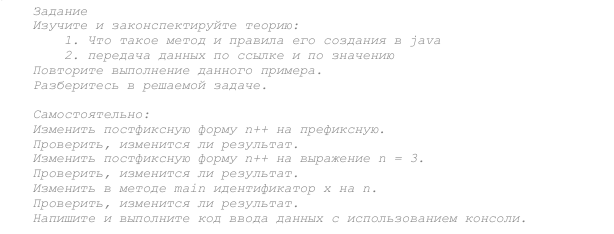 Задание
Изучите и законспектируйте теорию:
1. Что такое метод и правила его создания в java
2. передача данных по ссылке и по значению
Повторите выполнение данного примера.
Разберитесь в решаемой задаче.
Самостоятельно:
Изменить постфиксную форму n++ на префиксную.
Проверить, изменится ли результат.
Изменить постфиксную форму n++ на выражение n = 3.
Проверить, изменится ли результат.
Изменить в методе main идентификатор x на n.
Проверить, изменится ли результат.
Напишите и выполните код ввода данных с использованием консоли.